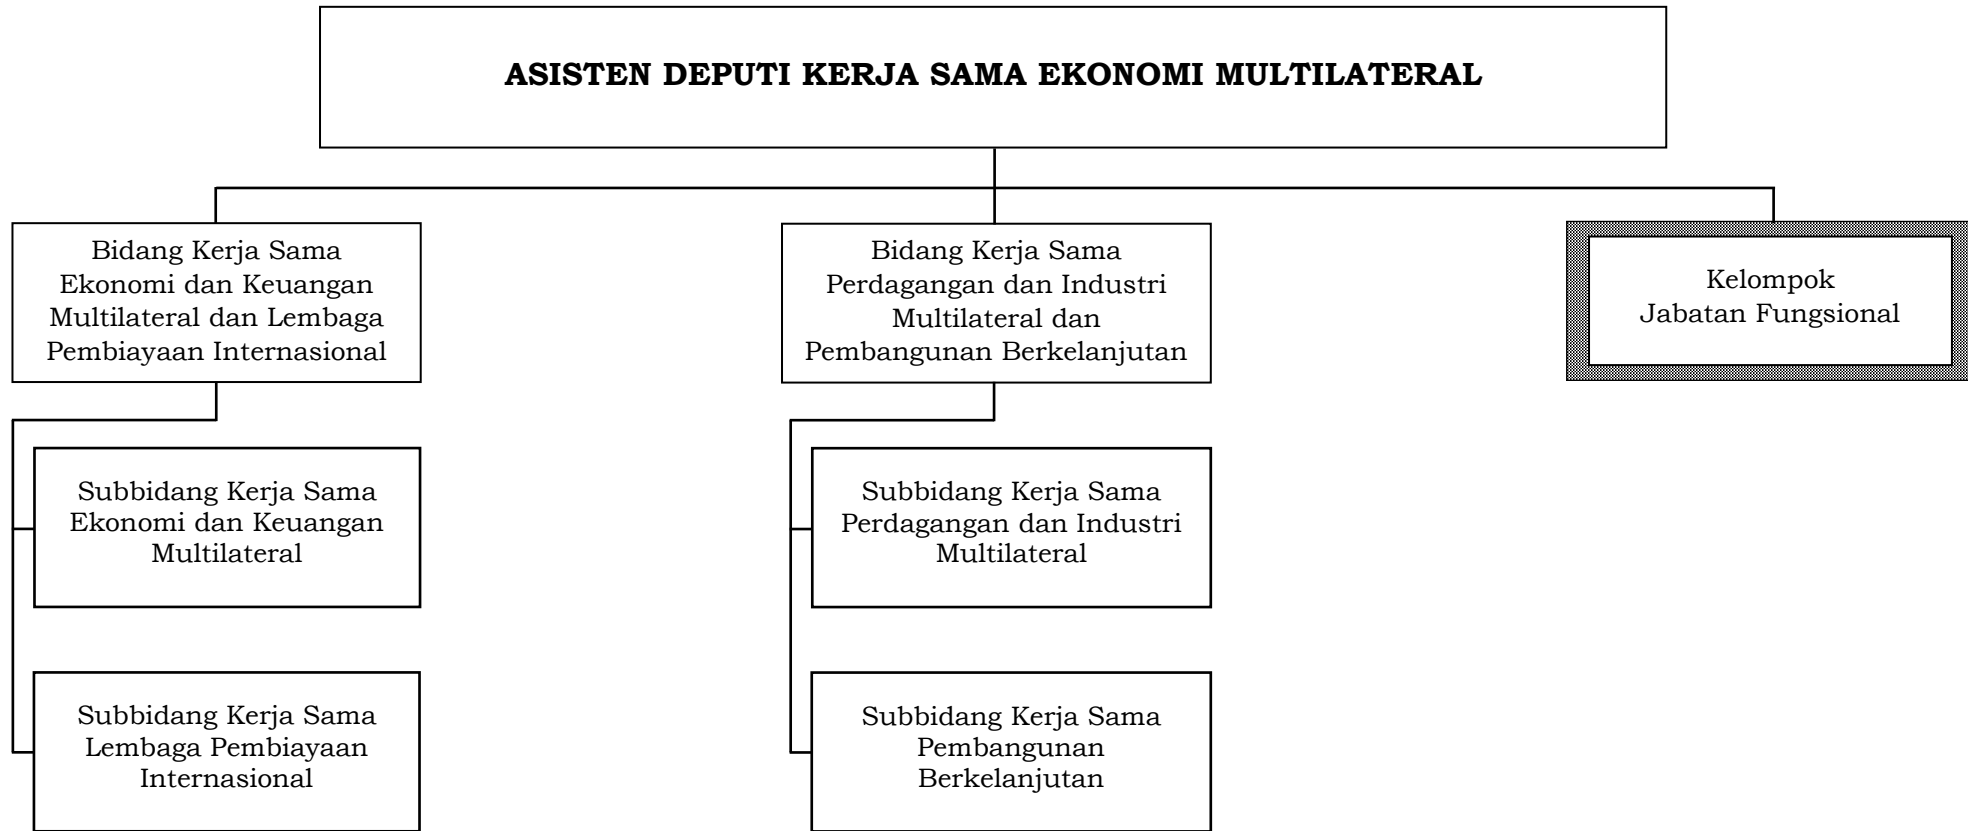 ASISTEN DEPUTI KERJA SAMA EKONOMI MULTILATERAL
Bidang Kerja Sama
Ekonomi dan Keuangan
Multilateral dan Lembaga
Pembiayaan Internasional
Bidang Kerja Sama
Perdagangan dan Industri
Multilateral dan
Pembangunan Berkelanjutan
Kelompok
Jabatan Fungsional
Subbidang Kerja Sama
Ekonomi dan Keuangan
Multilateral
Subbidang Kerja Sama
Perdagangan dan Industri
Multilateral
Subbidang Kerja Sama
Lembaga Pembiayaan
Internasional
Subbidang Kerja Sama
Pembangunan
Berkelanjutan